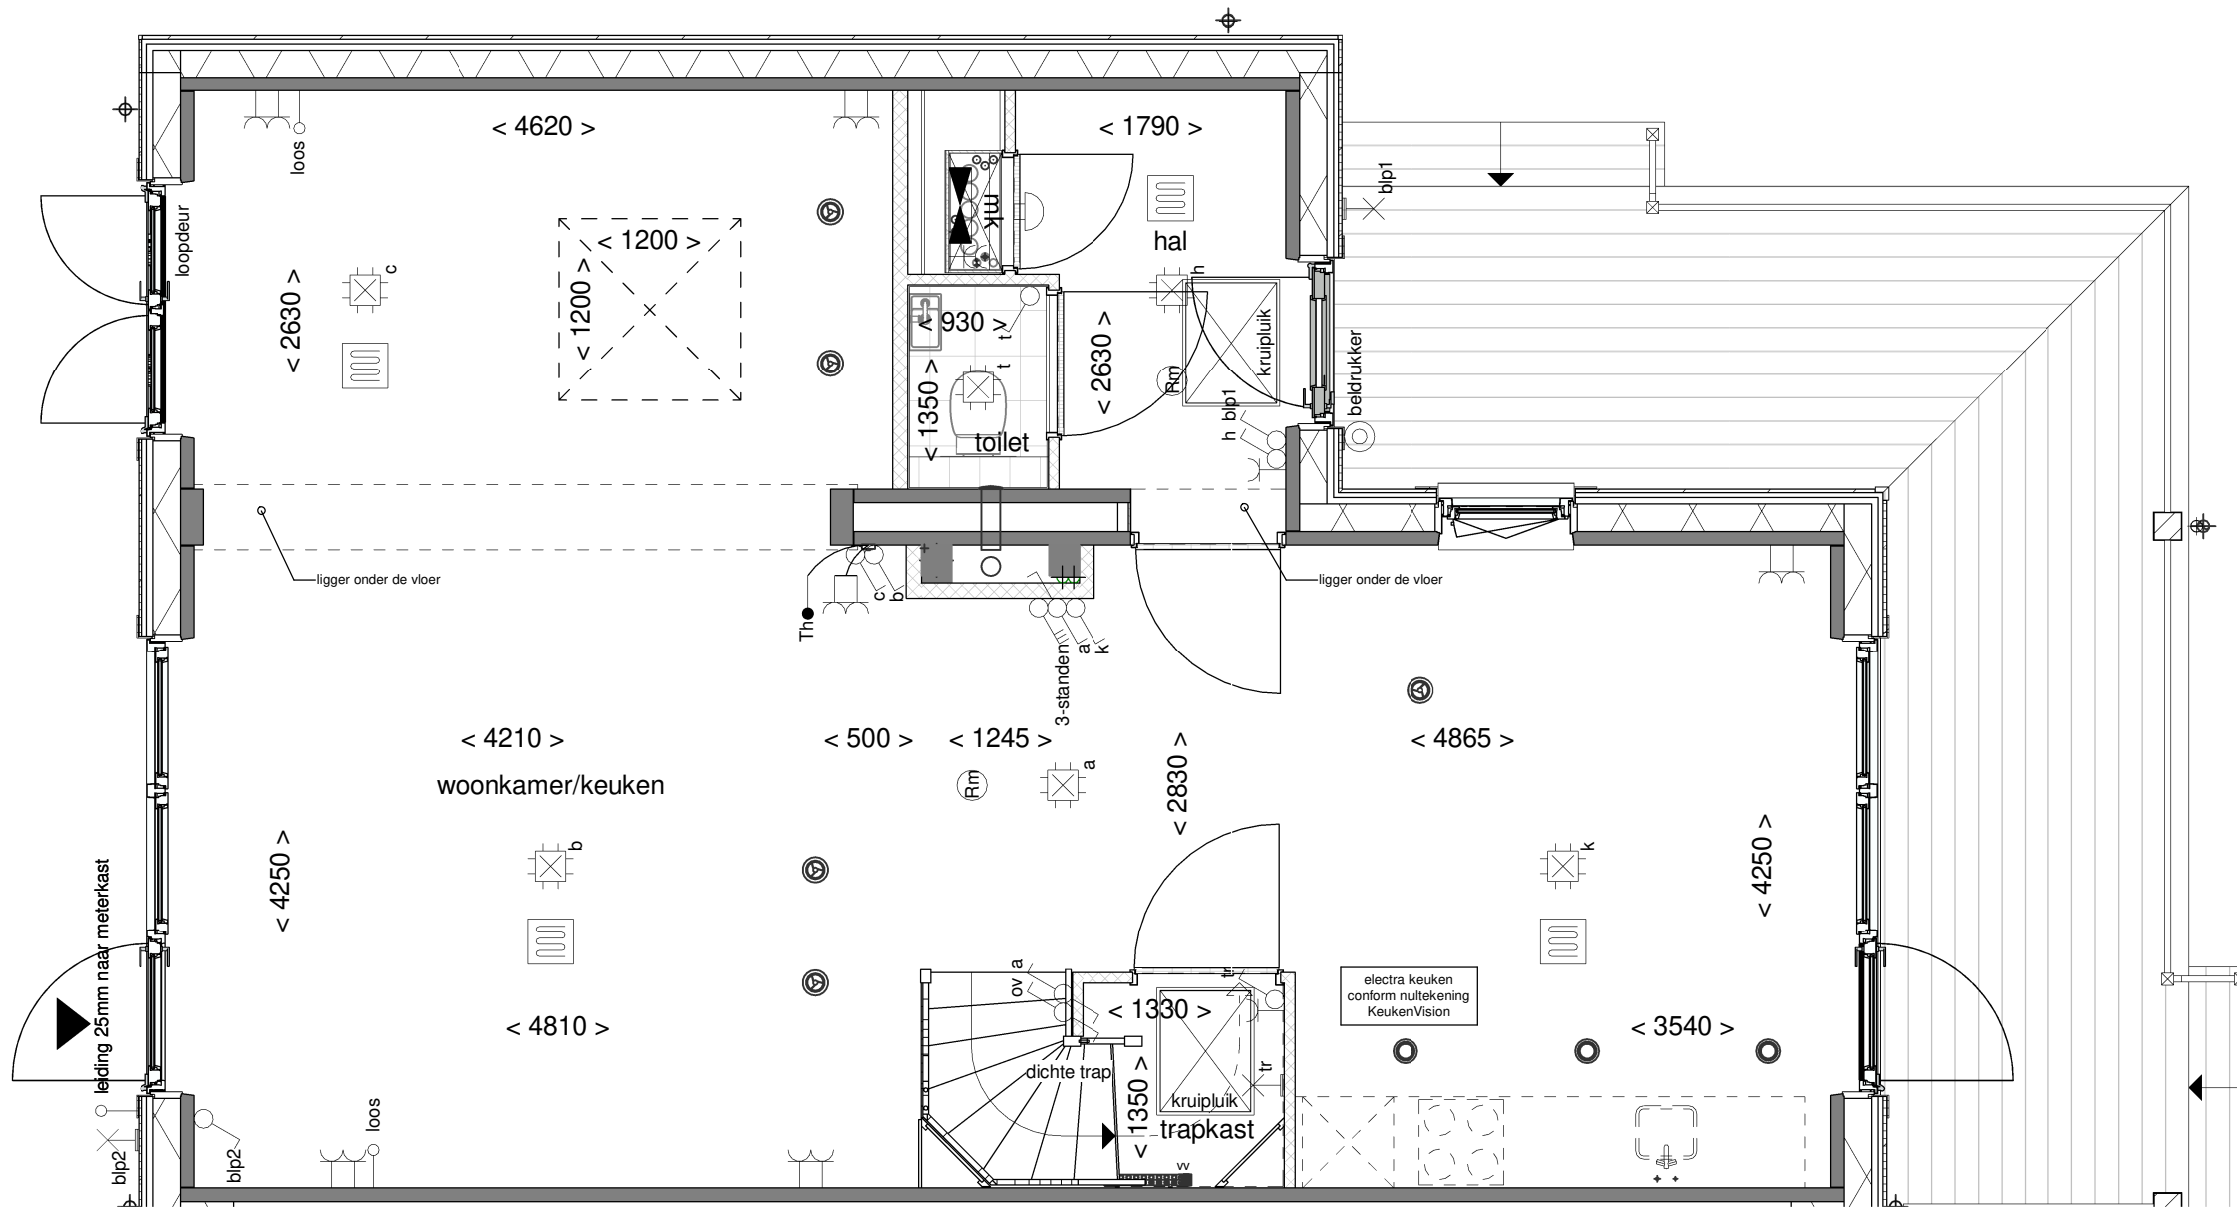 < 4620 >
< 1790 >
loos
mk
blp1
loopdeur
< 1200 >
hal
c
h
< 2630 >
< 1200 >
< 930 >
t
t
< 2630 >
kruipluik
beldrukker
Rm
< 1350 >
h blp1
toilet
ligger onder de vloer
ligger onder de vloer
Th
c
b
3-standen
a
k
< 4210 >
< 500 >
< 1245 >
< 4865 >
woonkamer/keuken
Rm
a
< 2830 >
b
k
< 4250 >
< 4250 >
leiding 25mm naar meterkast
ov a
tr
electra keuken
conform nultekening
KeukenVision
< 1330 >
< 4810 >
< 3540 >
dichte trap
tr
kruipluik
< 1350 >
trapkast
loos
blp2
blp2
vv